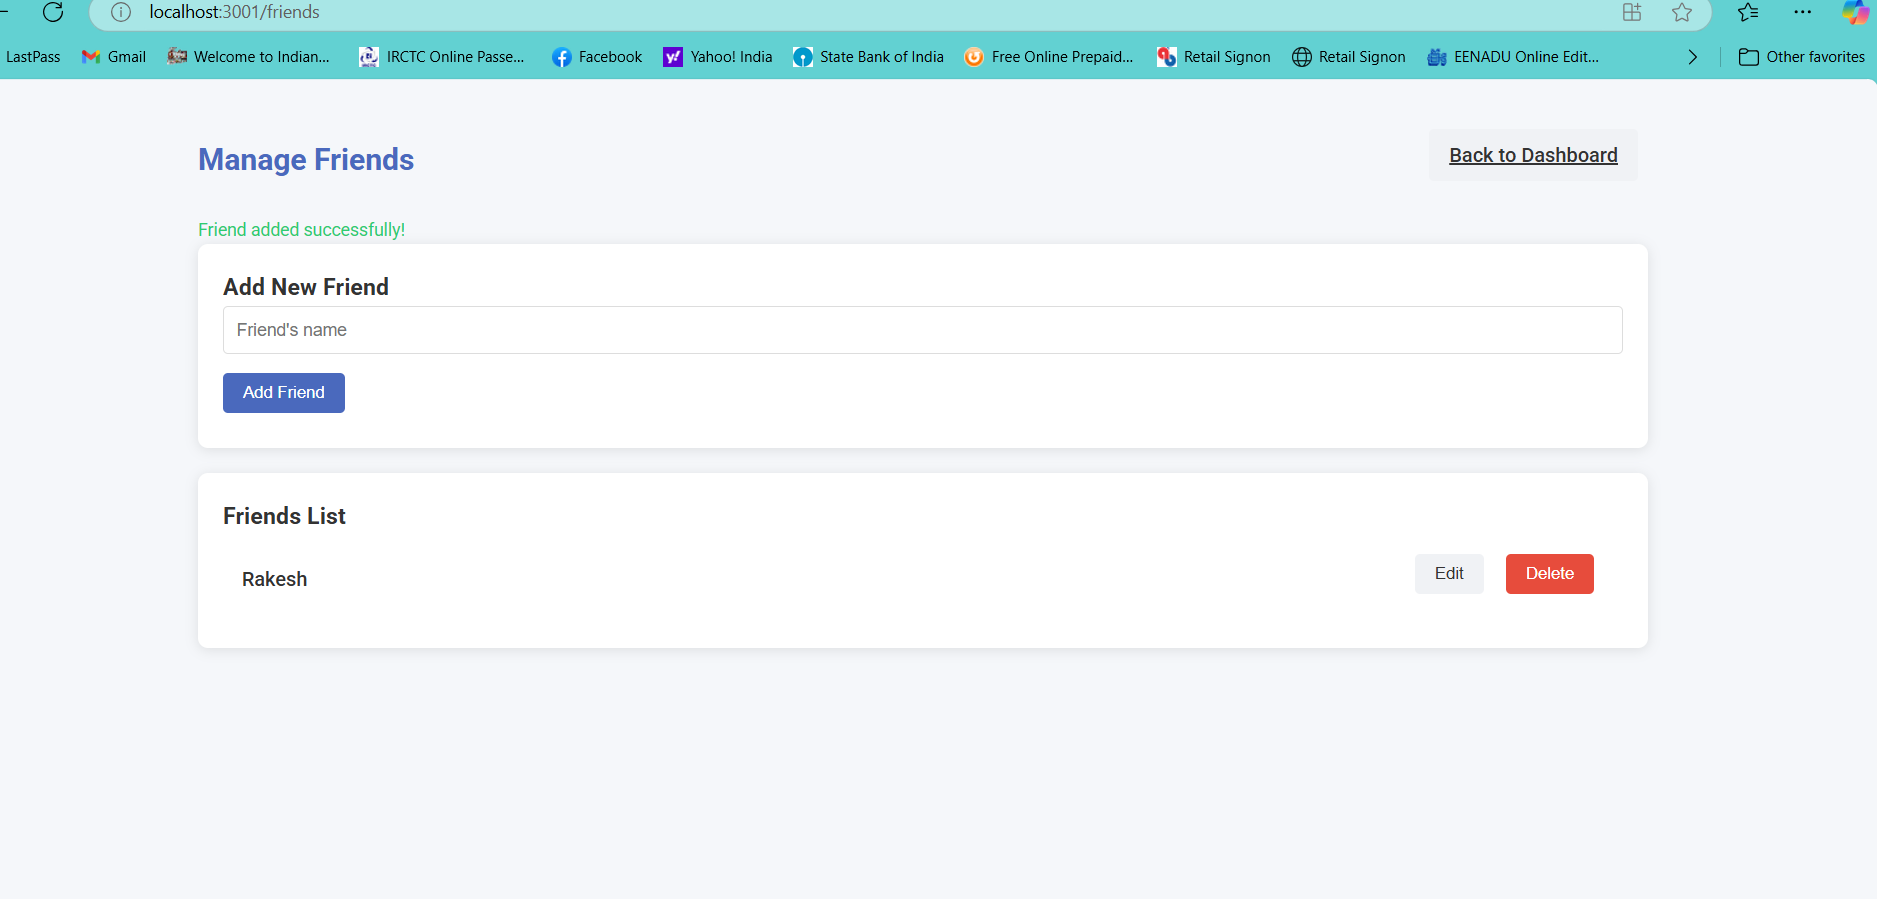 localhost:3001/friends
LastPass Gmail Welcome to Indian... IRCTC Online Passe... Facebook Yahoo! India State Bank of India Free Online Prepaid... Retail Signon Retail Signon EENADU Online Edit... Other favorites
Manage Friends
Back to Dashboard
Friend added successfully!
Add New Friend
Friend's name
Add Friend
Friends List
Rakesh
Edit
Delete